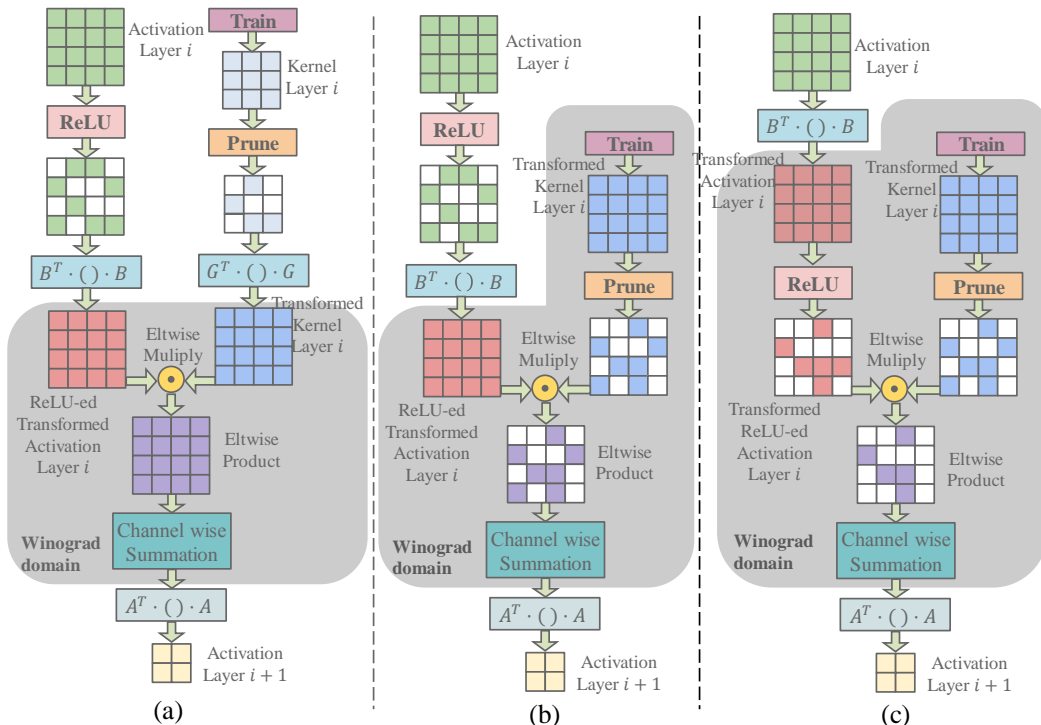 Activation
Layer i
ReLU
B^T · ( ) · B
Train
Kernel
Layer i
Prune
G^T · ( ) · G
Transformed
Kernel
Layer i
Eltwise
Muliply
ReLU-ed
Transformed
Activation
Layer i
Eltwise
Product
Channel wise
Summation
Winograd
domain
A^T · ( ) · A
Activation
Layer i + 1
(a)
Activation
Layer i
ReLU
B^T · ( ) · B
Train
Transformed
Kernel
Layer i
Prune
Eltwise
Muliply
ReLU-ed
Transformed
Activation
Layer i
Eltwise
Product
Channel wise
Summation
Winograd
domain
A^T · ( ) · A
Activation
Layer i + 1
(b)
Activation
Layer i
B^T · ( ) · B
Transformed
Activation
Layer i
ReLU
Train
Transformed
Kernel
Layer i
Prune
Eltwise
Muliply
Transformed
ReLU-ed
Activation
Layer i
Eltwise
Product
Channel wise
Summation
Winograd
domain
A^T · ( ) · A
Activation
Layer i + 1
(c)